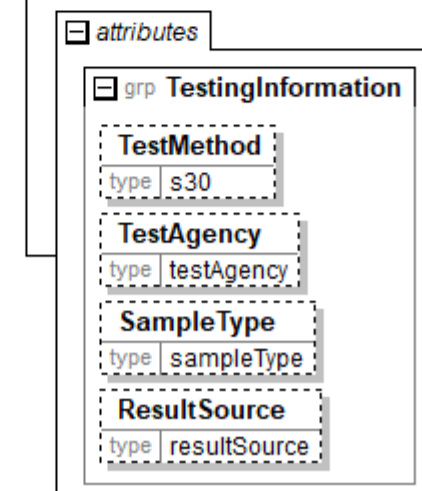 attributes
grp TestingInformation
TestMethod
type s30
TestAgency
type testAgency
SampleType
type sampleType
ResultSource
type resultSource